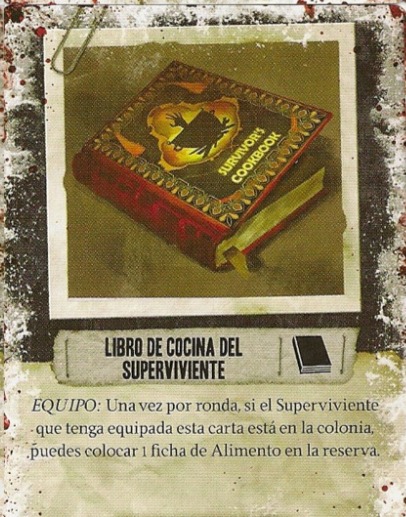 SURVIVOR'S
COOKBOOK
LIBRO DE COCINA DEL
SUPERVIVIENTE
EQUIPO: Una vez por ronda, si el Superviviente
que tenga equipada esta carta está en la colonia,
puedes colocar 1 ficha de Alimento en la reserva.